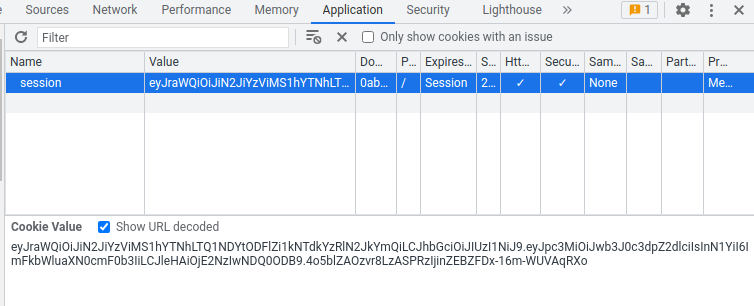 Sources Network Performance Memory Application Security Lighthouse » 1
Filter Only show cookies with an issue
Name Value Do... P... Expires... S... Htt... Secu... Sam... Sa... Part... Pr...
session eyJraWQiOiJiN2JiYzViMS1hYTNhLT... 0ab... / Session 2... ✓ ✓ None Me...
Cookie Value Show URL decoded
eyJraWQiOiJiN2JiYzViMS1hYTNhLTQ1NDYtODFlZi1kNTdkYzRlN2JkYmQiLCJhbGciOiJIUzI1NiJ9.eyJpc3MiOiJwb3J0c3dpZ2dlciIsInN1YiI6I
mFkbWluaXN0cmF0b3IiLCJleHAiOjE2NzIwNDQ0ODB9.4o5blZAOzvr8LzASPRzIjinZEBZFDx-16m-WUVAqRXo